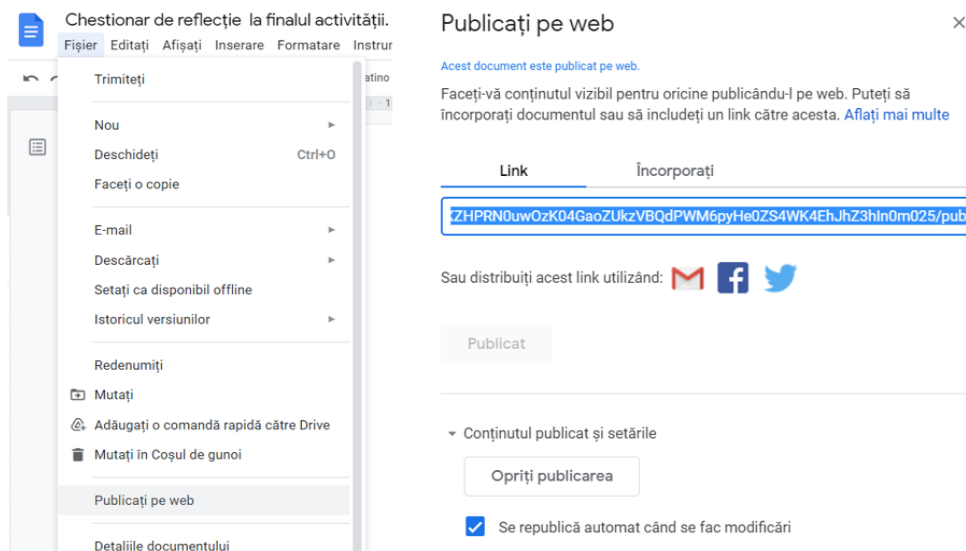 Chestionar de reflecție la finalul activității.
Fișier Editați Afișați Inserare Formatare
Trimiteți
Nou
Deschideți Ctrl+O
Faceți o copie
E-mail
Descărcați
Setați ca disponibil offline
Istoricul versiunilor
Redenumiți
Mutați
Adăugați o comandă rapidă către Drive
Mutați în Coșul de gunoi
Publicați pe web
Detaliile documentului
Publicați pe web
Acest document este publicat pe web.
Faceți-vă conținutul vizibil pentru oricine publicându-l pe web. Puteți să
încorporați documentul sau să includeți un link către acesta. Aflați mai multe
Link Încorporați
ZHPRN0uwOzK04GaoZUkzVBQdPWM6pyHe0ZS4WK4EhJhZ3hIn0m025/pub
Sau distribuiți acest link utilizând:
Publicat
Conținutul publicat și setările
Opriți publicarea
Se republică automat când se fac modificări